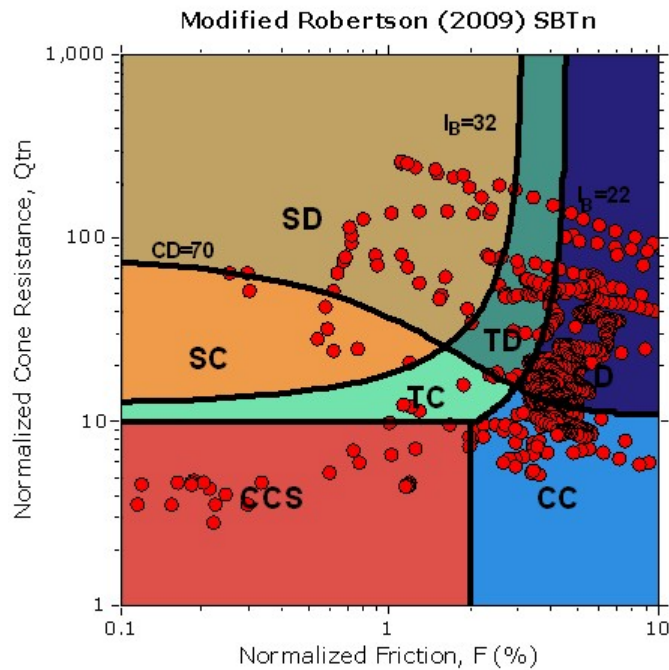 Modified Robertson (2009) SBTn
1,000
I_B=32
I_B=22
SD
100
CD=70
Normalized Cone Resistance, Qtn
TD
SC
D
TC
10
CCS
CC
1
0.1
1
10
Normalized Friction, F (%)